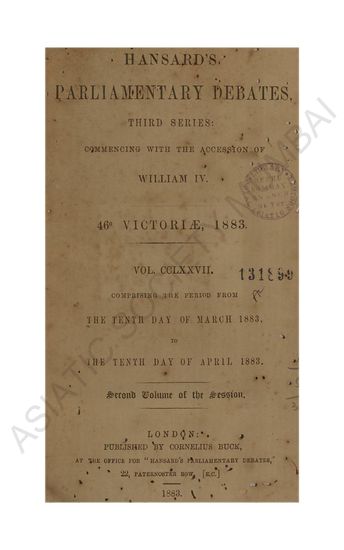 HANSARD'S
PARLIAMENTARY DEBATES,
THIRD SERIES:
COMMENCING WITH THE ACCESSION OF
WILLIAM IV.
46° VICTORIÆ, 1883.
VOL. CCLXXVII.
COMPRISING THE PERIOD FROM
THE TENTH DAY OF MARCH 1883,
TO
THE TENTH DAY OF APRIL 1883.
Second Volume of the Session.
LONDON:
PUBLISHED BY CORNELIUS BUCK,
AT THE OFFICE FOR "HANSARD'S PARLIAMENTARY DEBATES,"
22, PATERNOSTER ROW, [E.C.]
1883.
ASIATIC SOCIETY MUMBAI